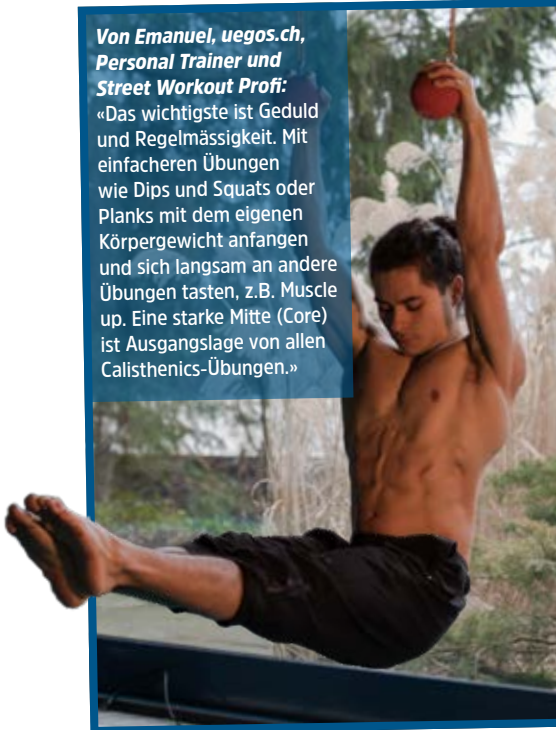 Von Emanuel, uegos.ch,
Personal Trainer und
Street Workout Profi:
«Das wichtigste ist Geduld
und Regelmässigkeit. Mit
einfacheren Übungen
wie Dips und Squats oder
Planks mit dem eigenen
Körpergewicht anfangen
und sich langsam an andere
Übungen tasten, z.B. Muscle
up. Eine starke Mitte (Core)
ist Ausgangslage von allen
Calisthenics-Übungen.»